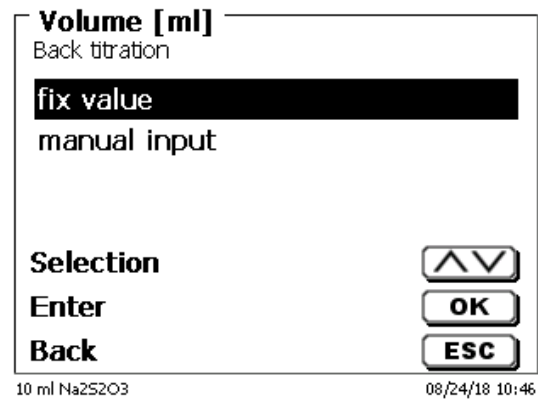 Volume [ml]
Back titration
fix value
manual input
Selection
Enter OK
Back ESC
10 ml Na2S2O3 08/24/18 10:46